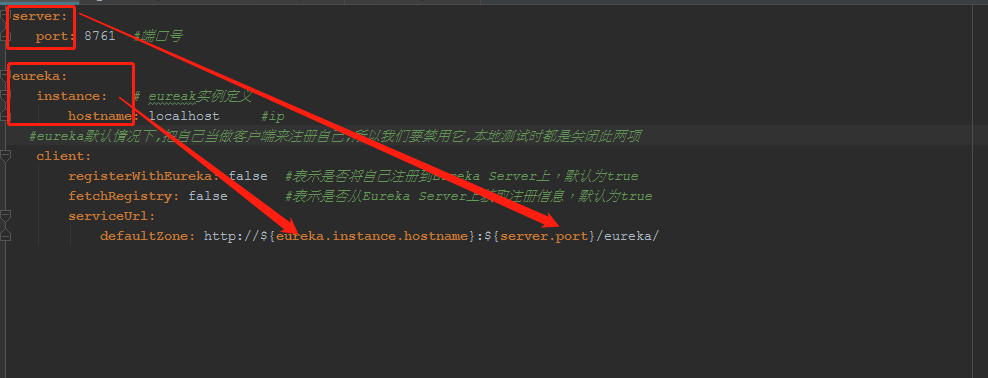 server:
port: 8761 #端口号
eureka:
instance: # eureak实例定义
hostname: localhost #ip
#eureka默认情况下,把自己当做客户端来注册自己,所以我们要禁用它,本地测试时都是关闭此两项
client:
registerWithEureka: false #表示是否将自己注册到Eureka Server上，默认为true
fetchRegistry: false #表示是否从Eureka Server上获取注册信息，默认为true
serviceUrl:
defaultZone: http://${eureka.instance.hostname}:${server.port}/eureka/